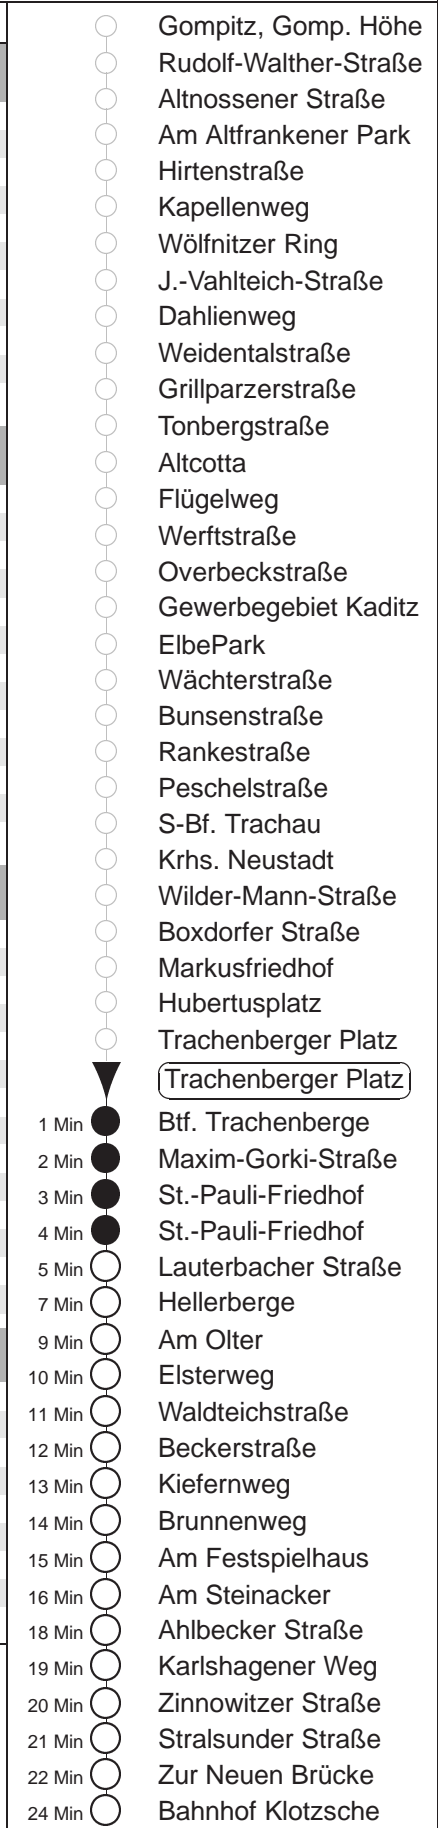 Gompitz, Gomp. Höhe
Rudolf-Walther-Straße
Altnossener Straße
Am Altfrankener Park
Hirtenstraße
Kapellenweg
Wölfnitzer Ring
J.-Vahlteich-Straße
Dahlienweg
Weidentalstraße
Grillparzerstraße
Tonbergstraße
Altcotta
Flügelweg
Werftstraße
Overbeckstraße
Gewerbegebiet Kaditz
ElbePark
Wächterstraße
Bunsenstraße
Rankestraße
Peschelstraße
S-Bf. Trachau
Krhs. Neustadt
Wilder-Mann-Straße
Boxdorfer Straße
Markusfriedhof
Hubertusplatz
Trachenberger Platz
Trachenberger Platz
1 Min Btf. Trachenberge
2 Min Maxim-Gorki-Straße
3 Min St.-Pauli-Friedhof
4 Min St.-Pauli-Friedhof
5 Min Lauterbacher Straße
7 Min Hellerberge
9 Min Am Olter
10 Min Elsterweg
11 Min Waldteichstraße
12 Min Beckerstraße
13 Min Kiefernweg
14 Min Brunnenweg
15 Min Am Festspielhaus
16 Min Am Steinacker
18 Min Ahlbecker Straße
19 Min Karlshagener Weg
20 Min Zinnowitzer Straße
21 Min Stralsunder Straße
22 Min Zur Neuen Brücke
24 Min Bahnhof Klotzsche